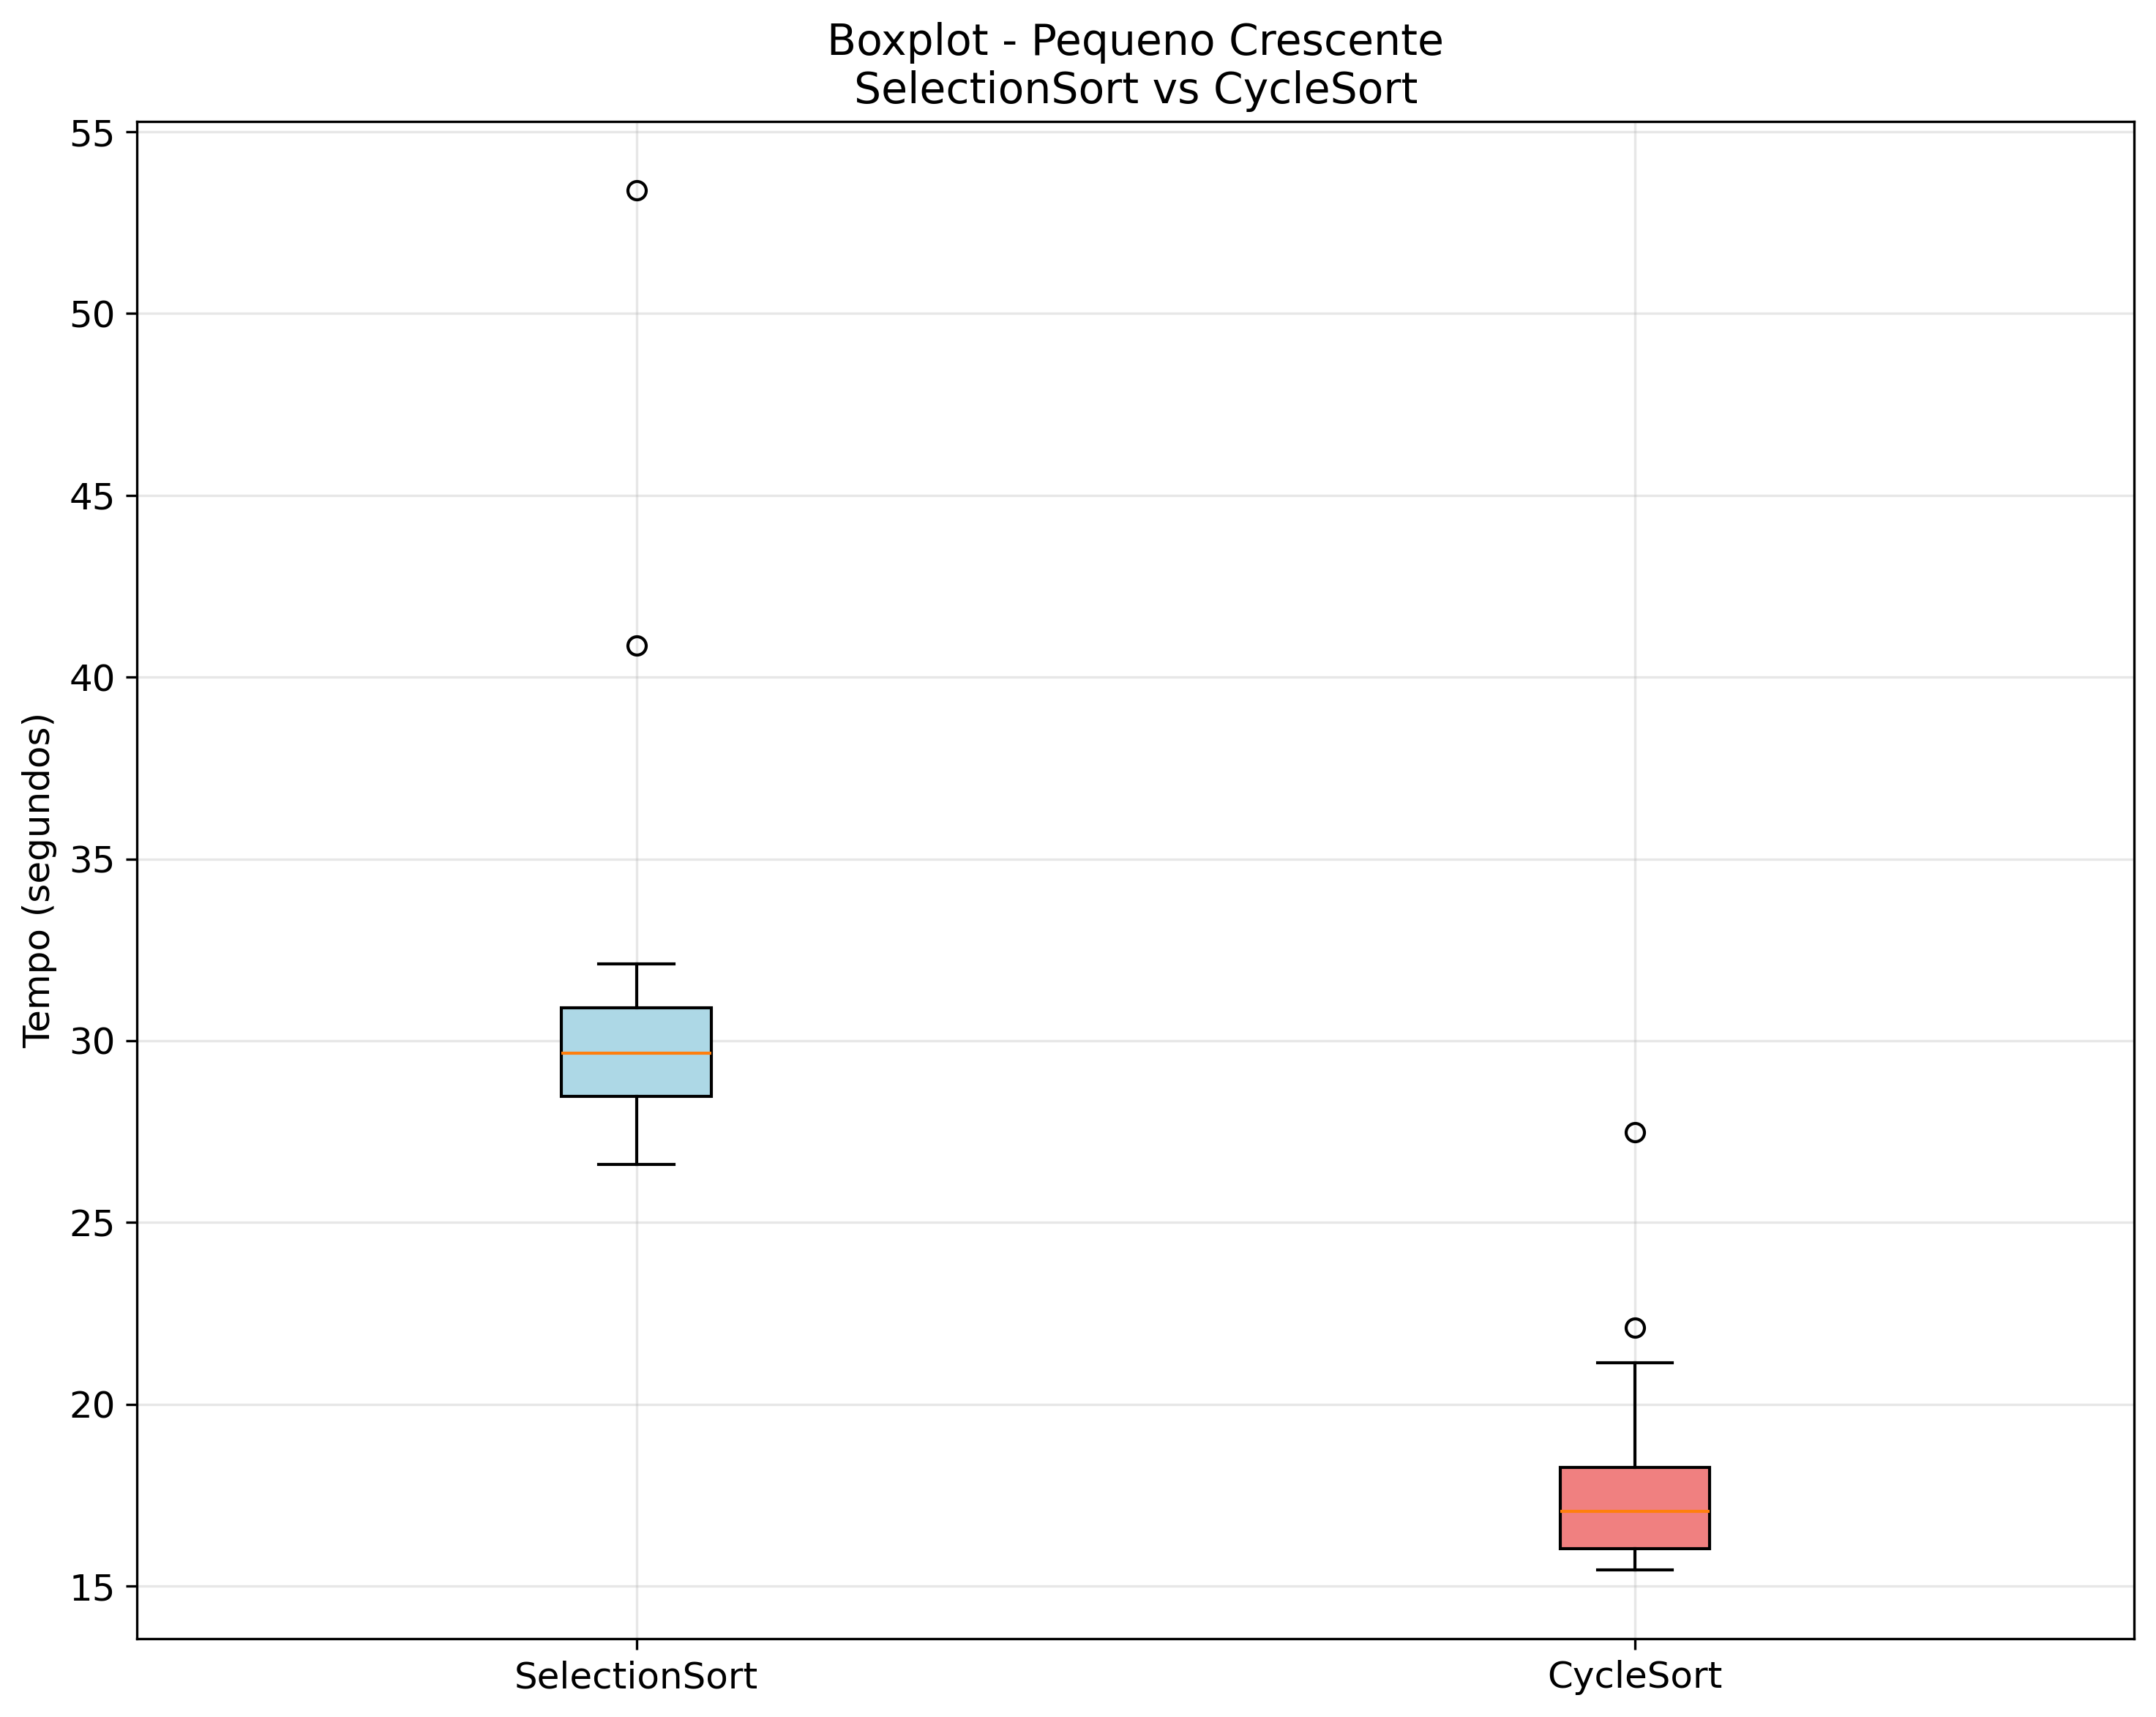 Boxplot - Pequeno Crescente
SelectionSort vs CycleSort
Tempo (segundos)
55
50
45
40
35
30
25
20
15
SelectionSort
CycleSort